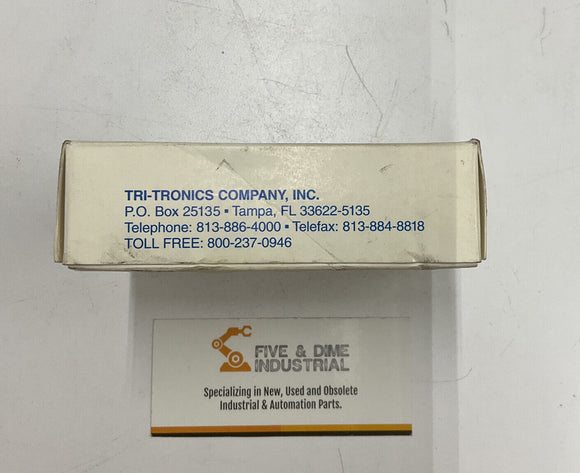 TRI-TRONICS COMPANY, INC.
P.O. Box 25135 ▪ Tampa, FL 33622-5135
Telephone: 813-886-4000 ▪ Telefax: 813-884-8818
TOLL FREE: 800-237-0946
FIVE & DIME
INDUSTRIAL
Specializing in New, Used and Obsolete
Industrial & Automation Parts.